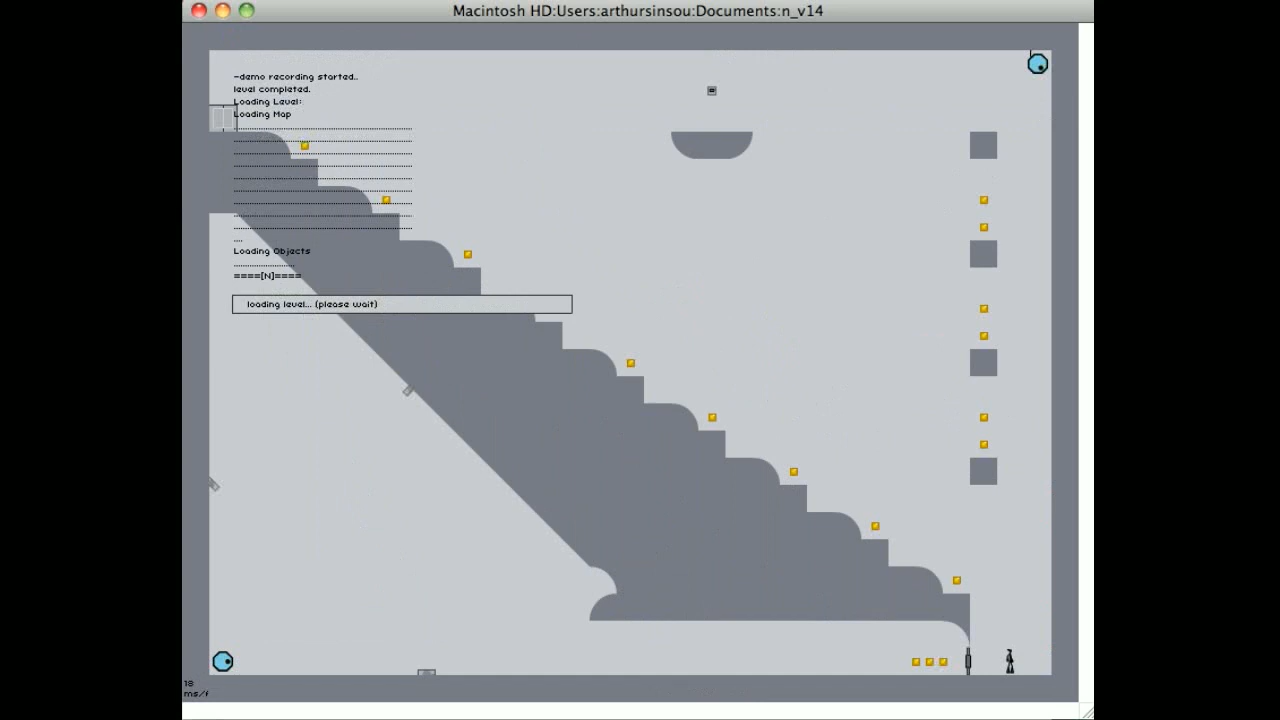 Macintosh HD:Users:arthursinsou:Documents:n_v14
-demo recording started..
level completed.
Loading Level:
Loading Map
Loading Objects
====[N]====
loading level... (please wait)
18
ms/f